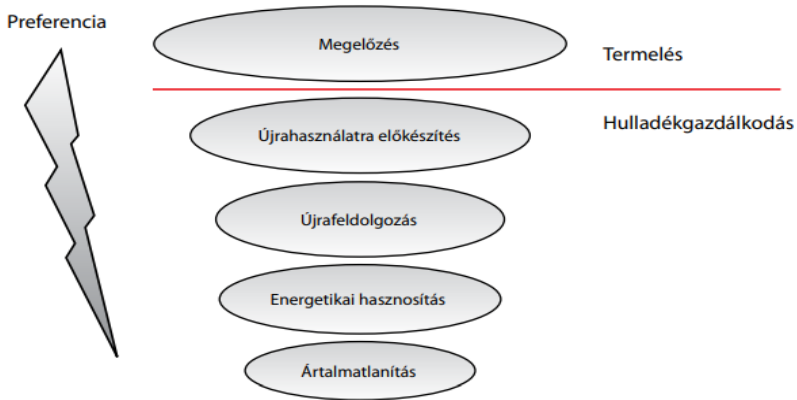 Preferencia
Megelőzés
Termelés
Hulladékgazdálkodás
Újrahasználatra előkészítés
Újrafeldolgozás
Energetikai hasznosítás
Ártalmatlanítás